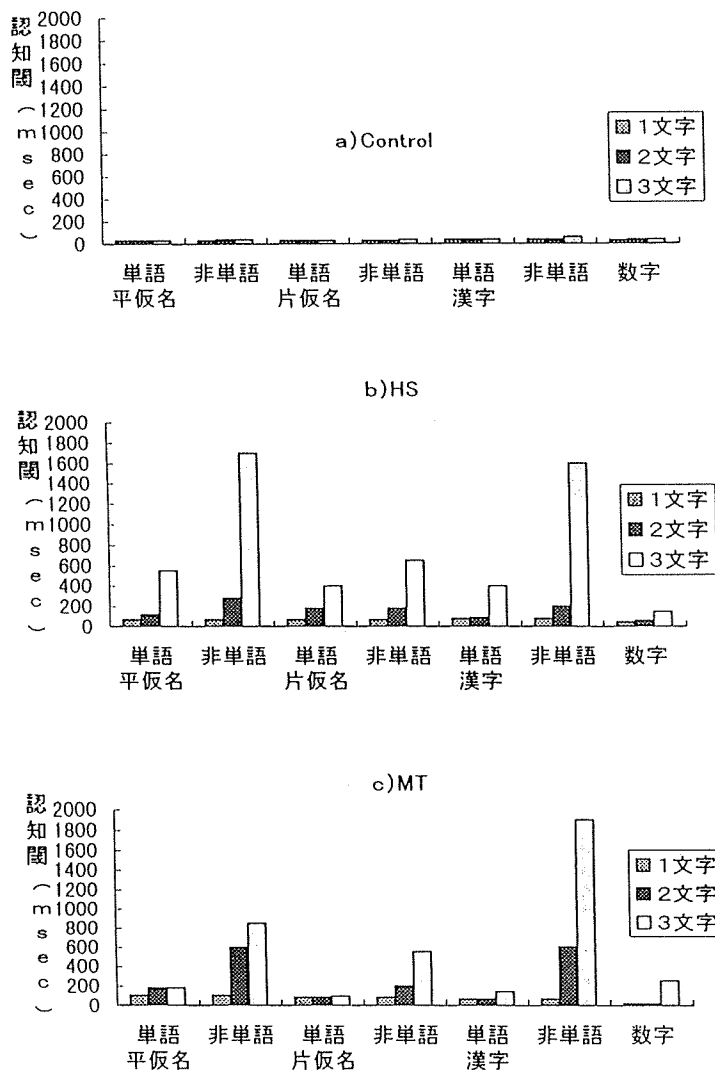 認知閾(msec)
2000
1800
1600
1400
1200
1000
800
600
400
200
0
a)Control
1文字
2文字
3文字
単語 非単語 単語 非単語 単語 非単語 数字
平仮名 片仮名 漢字
b)HS
認知閾(msec)
2000
1800
1600
1400
1200
1000
800
600
400
200
0
1文字
2文字
3文字
単語 非単語 単語 非単語 単語 非単語 数字
平仮名 片仮名 漢字
c)MT
認知閾(msec)
2000
1800
1600
1400
1200
1000
800
600
400
200
0
1文字
2文字
3文字
単語 非単語 単語 非単語 単語 非単語 数字
平仮名 片仮名 漢字